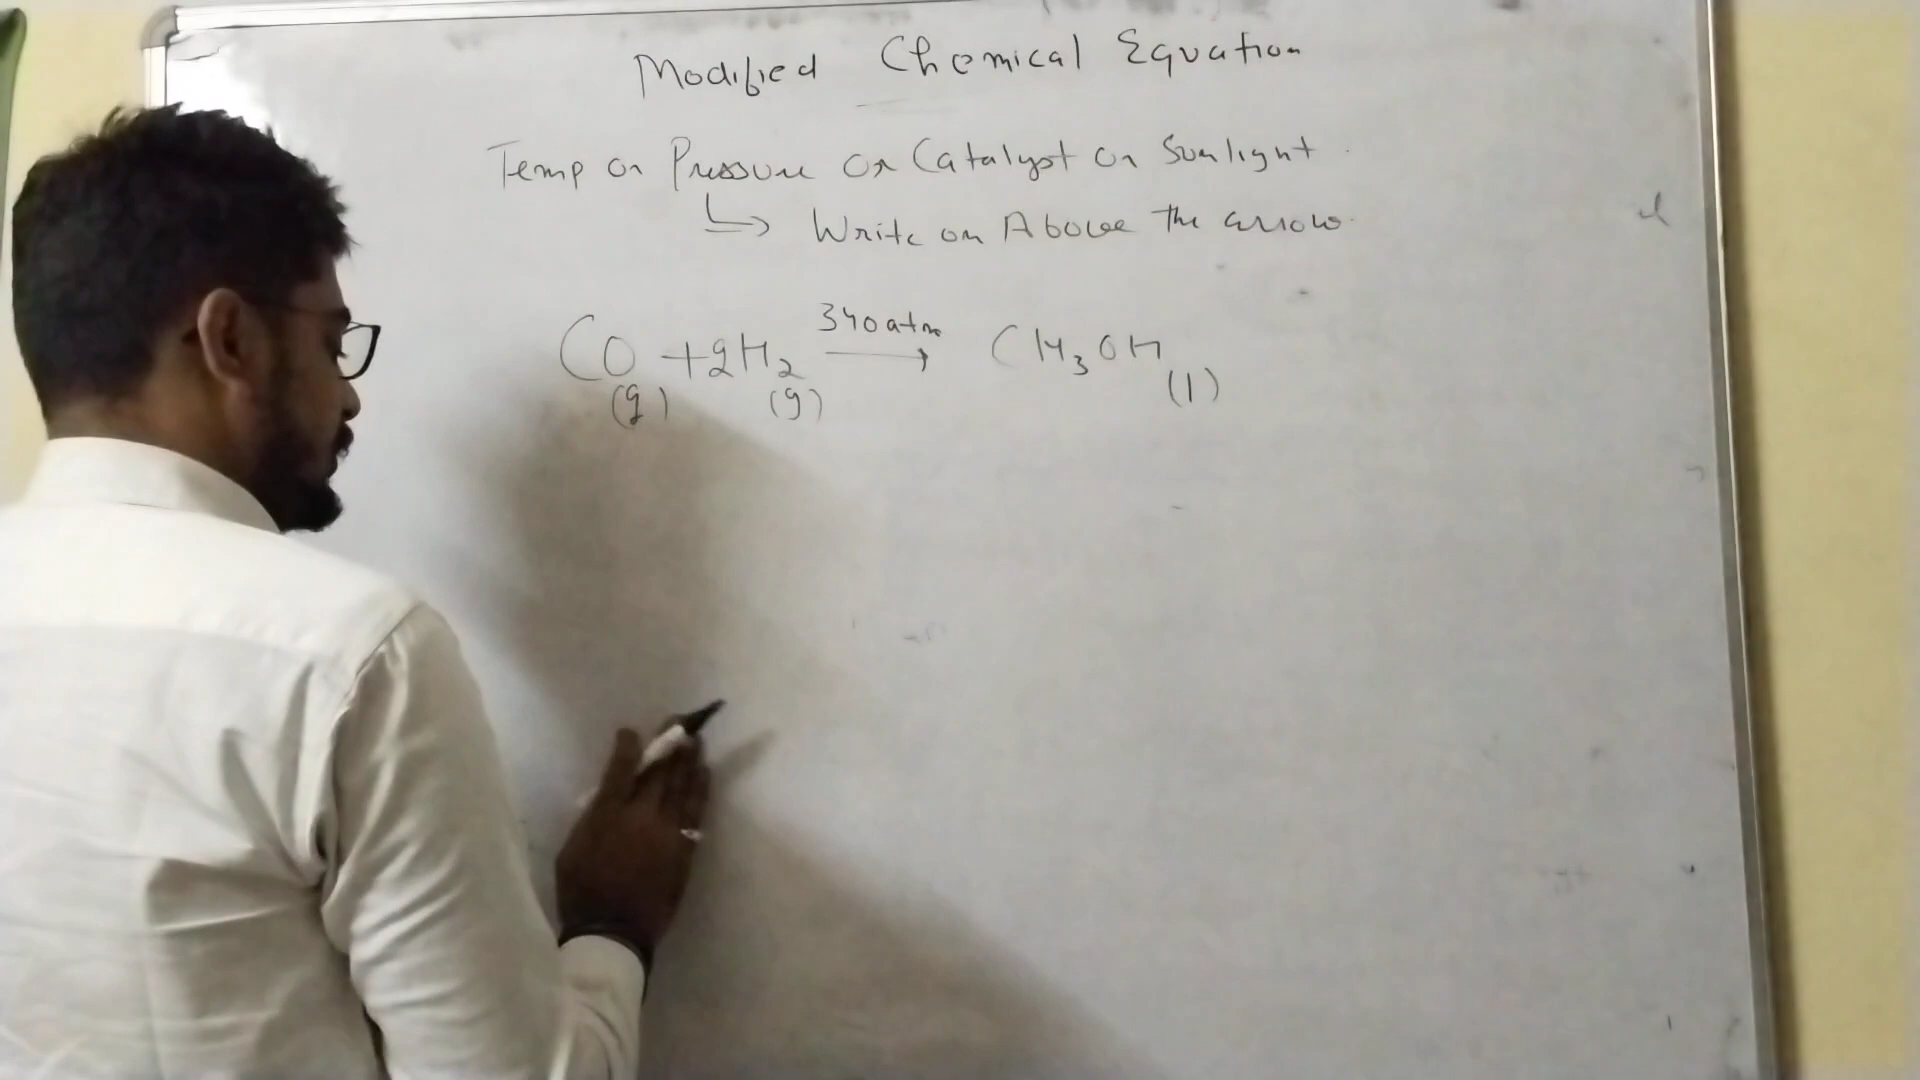 Modified Chemical Equation
Temp or Pressure or Catalyst or Sunlight.
↳ Write on Above The arrow.
CO(g) + 2H₂(g) →(340 atm) CH₃OH(l)